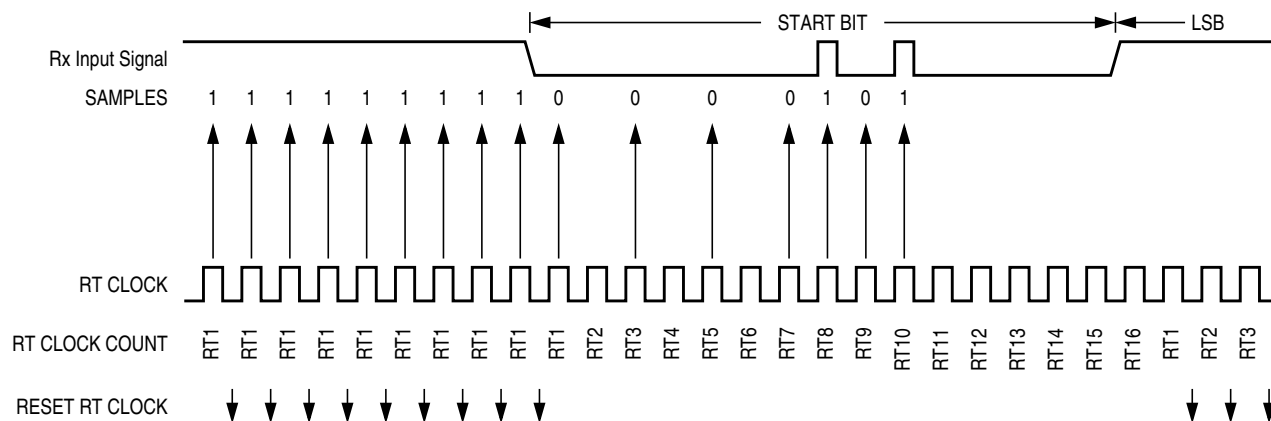 START BIT LSB
Rx Input Signal
SAMPLES 1 1 1 1 1 1 1 1 1 0 0 0 0 1 0 1
RT CLOCK
RT CLOCK COUNT RT1 RT1 RT1 RT1 RT1 RT1 RT1 RT1 RT1 RT1 RT2 RT3 RT4 RT5 RT6 RT7 RT8 RT9 RT10 RT11 RT12 RT13 RT14 RT15 RT16 RT1 RT2 RT3
RESET RT CLOCK